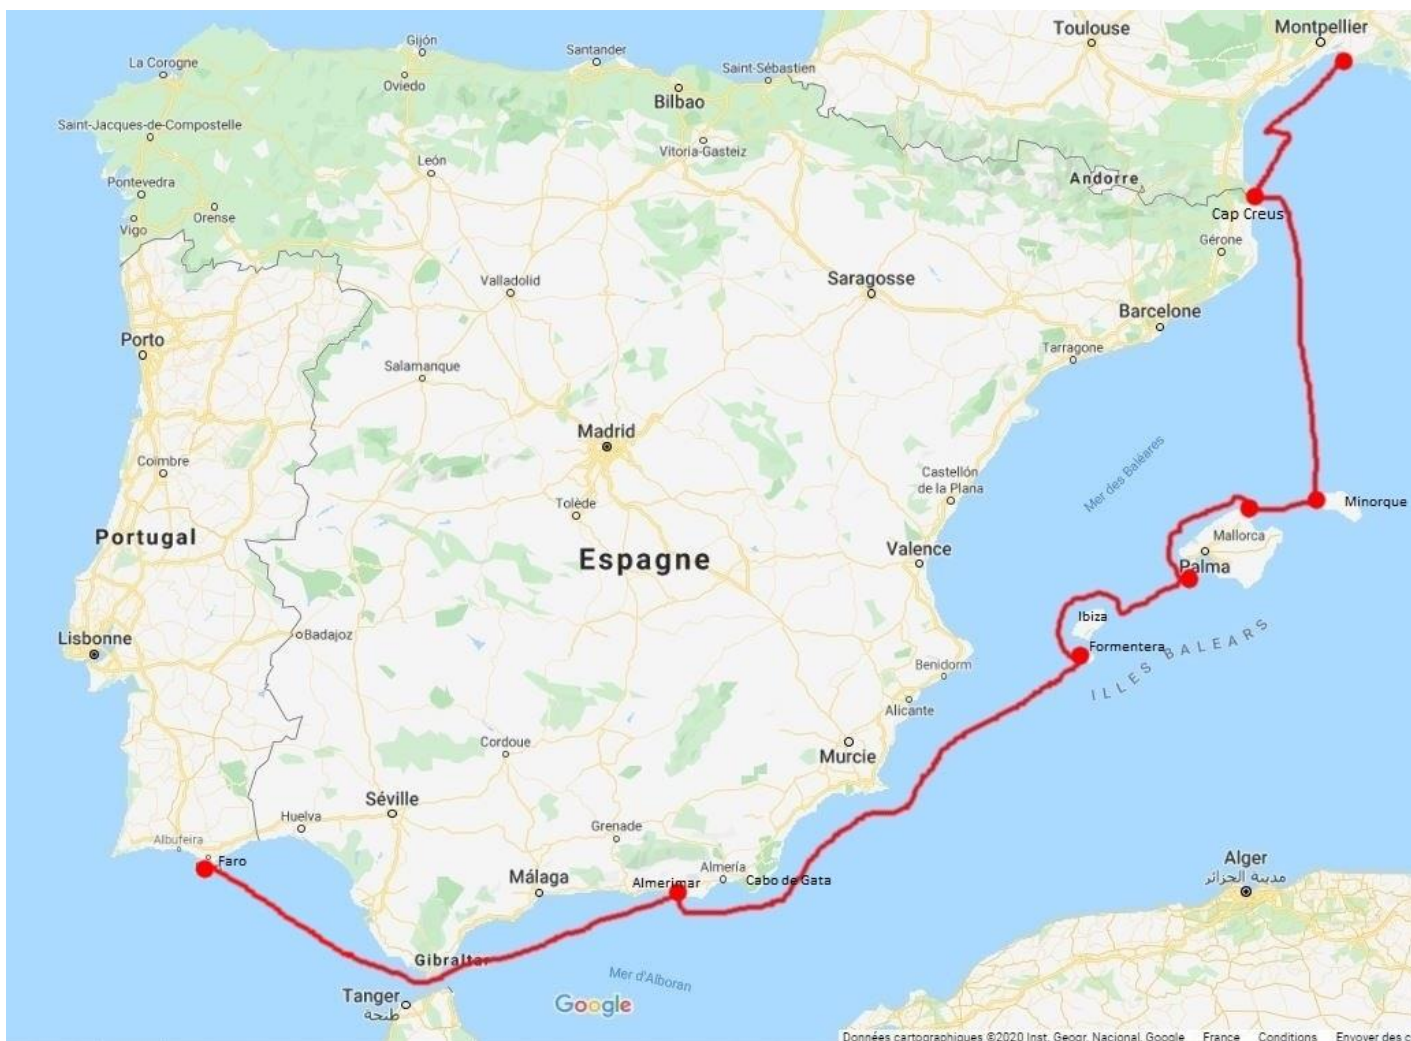 Toulouse
Montpellier
Gijón
Santander
La Corogne
Oviedo
Saint-Sébastien
Bilbao
Saint-Jacques-de-Compostelle
Vitoria-Gasteiz
León
Andorre
Pontevedra
Orense
Cap Creus
Vigo
Gérone
Valladolid
Saragosse
Barcelone
Porto
Tarragone
Salamanque
Madrid
Coimbre
Castellón
de la Plana
Mer des Baléares
Tolède
Minorque
Portugal
Mallorca
Valence
Espagne
Palma
Ibiza
Lisbonne
Badajoz
Formentera
ILLES BALEARS
Benidorm
Alicante
Cordoue
Murcie
Séville
Huelva
Grenade
Albufeira
Faro
Almería
Alger
مدينة الجزائر
Málaga
Almerimar
Cabo de Gata
Gibraltar
Mer d'Alboran
Tanger
طنجة
Google
Données cartographiques ©2020 Inst. Geogr. Nacional, Google France Conditions Envoyer des c